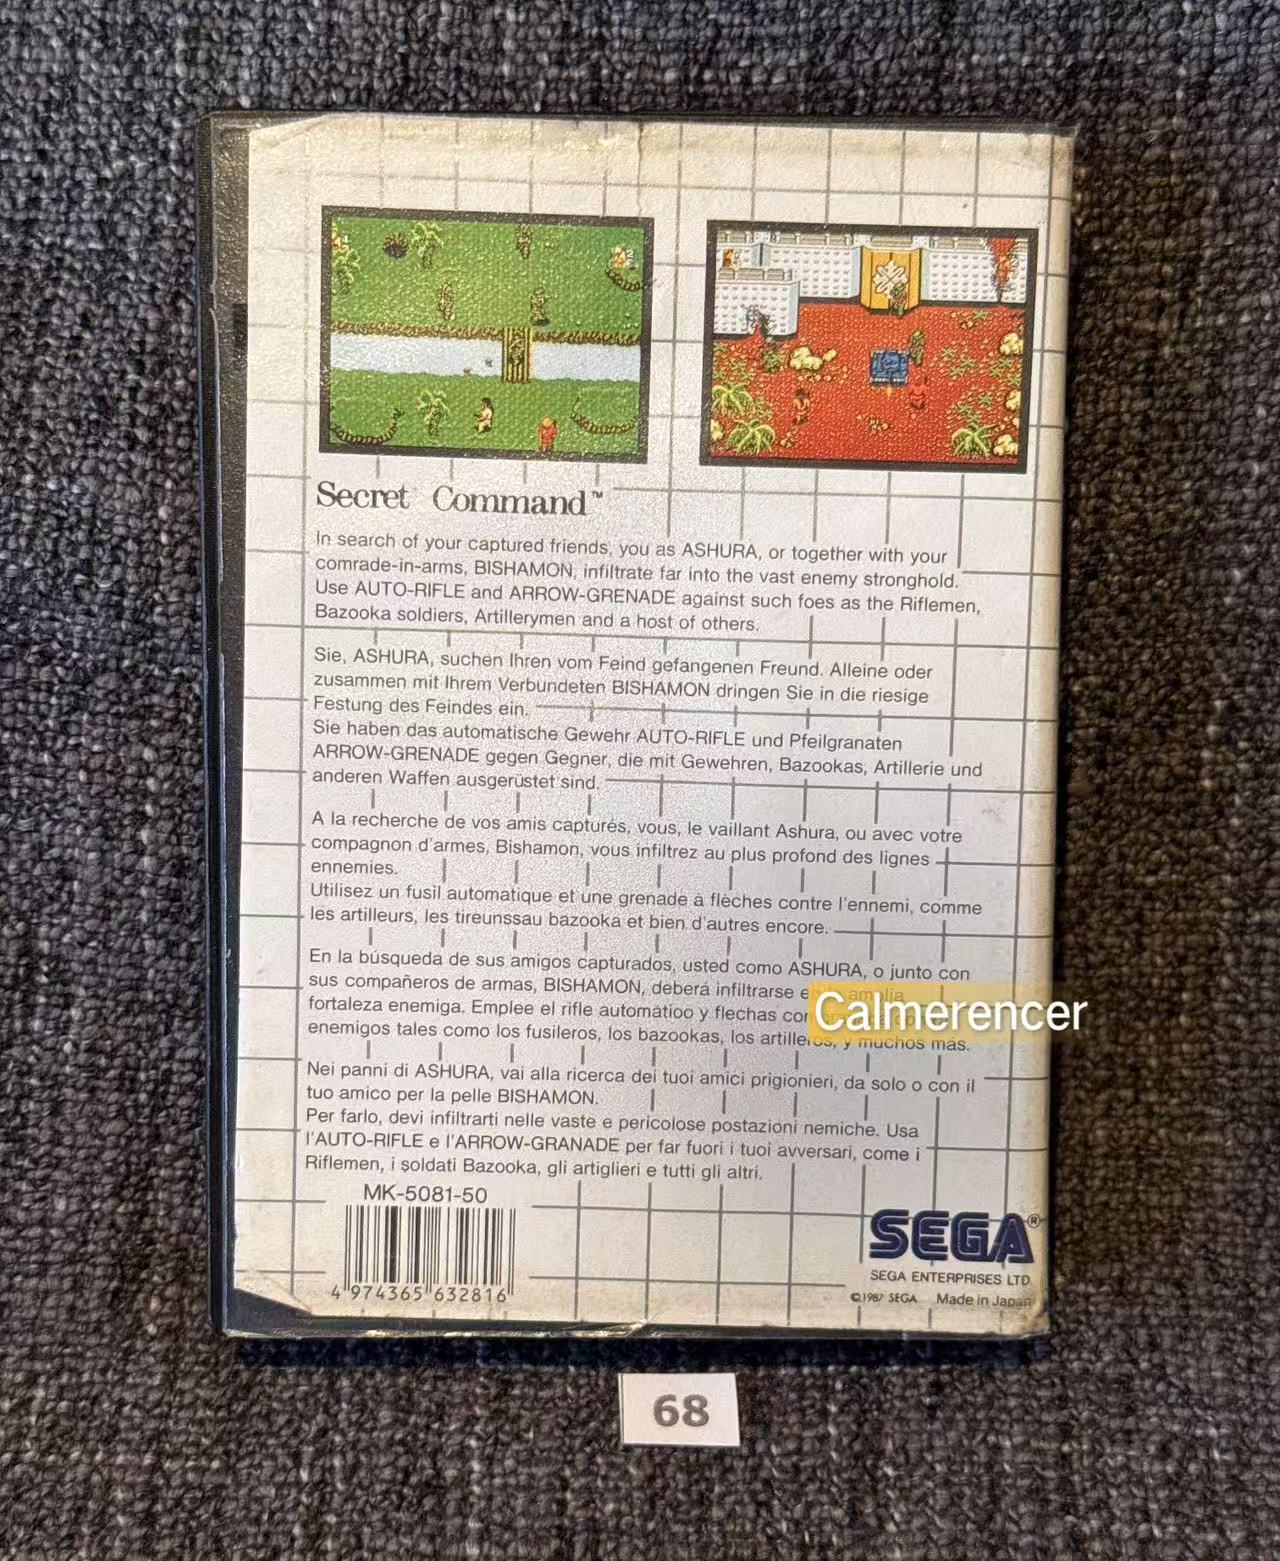 Secret Command™
In search of your captured friends, you as ASHURA, or together with your
comrade-in-arms, BISHAMON, infiltrate far into the vast enemy stronghold.
Use AUTO-RIFLE and ARROW-GRENADE against such foes as the Riflemen,
Bazooka soldiers, Artillerymen and a host of others.
Sie, ASHURA, suchen Ihren vom Feind gefangenen Freund. Alleine oder
zusammen mit Ihrem Verbundeten BISHAMON dringen Sie in die riesige
Festung des Feindes ein.
Sie haben das automatische Gewehr AUTO-RIFLE und Pfeilgranaten
ARROW-GRENADE gegen Gegner, die mit Gewehren, Bazookas, Artillerie und
anderen Waffen ausgerüstet sind.
A la recherche de vos amis capturés, vous, le vaillant Ashura, ou avec votre
compagnon d'armes, Bishamon, vous infiltrez au plus profond des lignes
ennemies.
Utilisez un fusil automatique et une grenade à flèches contre l'ennemi, comme
les artilleurs, les tireunssau bazooka et bien d'autres encore.
En la búsqueda de sus amigos capturados, usted como ASHURA, o junto con
sus compañeros de armas, BISHAMON, deberá infiltrarse en la amplia
fortaleza enemiga. Emplee el rifle automátioo y flechas con
enemigos tales como los fusileros, los bazookas, los artilleros, y muchos más.
Calmerencer
Nei panni di ASHURA, vai alla ricerca dei tuoi amici prigionieri, da solo o con il
tuo amico per la pelle BISHAMON.
Per farlo, devi infiltrarti nelle vaste e pericolose postazioni nemiche. Usa
l'AUTO-RIFLE e l'ARROW-GRANADE per far fuori i tuoi avversari, come i
Riflemen, i soldati Bazooka, gli artiglieri e tutti gli altri.
MK-5081-50
4 974365 632816
SEGA®
SEGA ENTERPRISES LTD.
©1987 SEGA Made in Japan
68